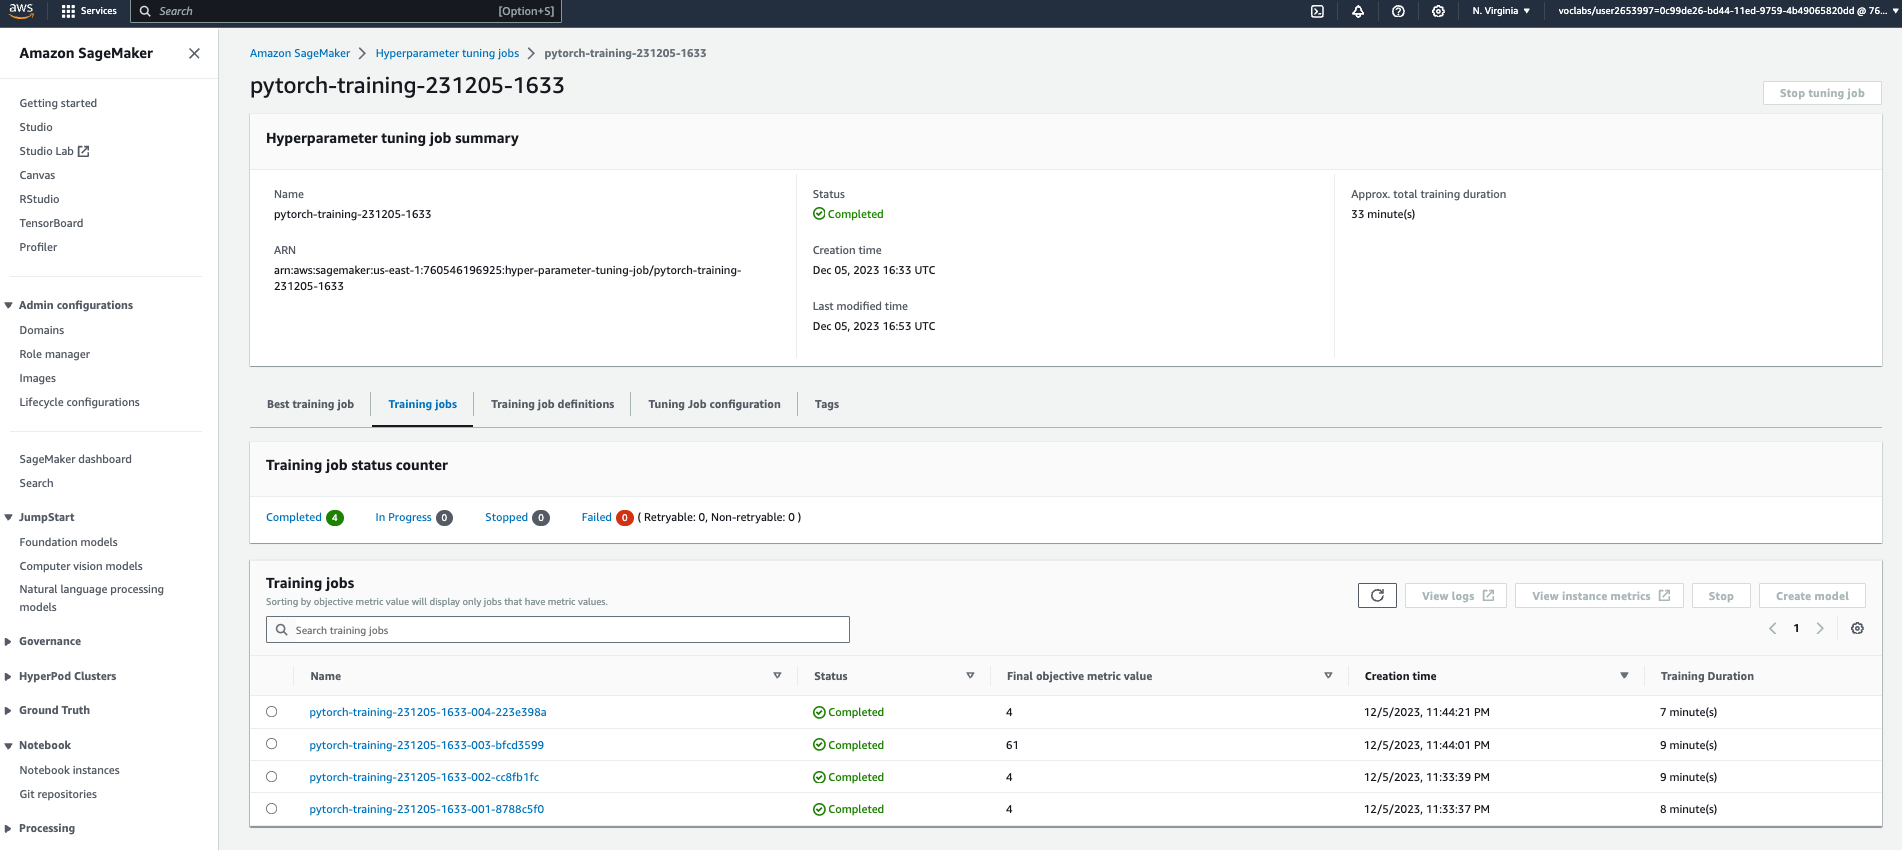 aws
Services
Search
[Option+S]
N. Virginia
voclabs/user2653997=0c99de26-bd44-11ed-9759-4b49065820dd @ 76...
Amazon SageMaker
Getting started
Studio
Studio Lab
Canvas
RStudio
TensorBoard
Profiler
Admin configurations
Domains
Role manager
Images
Lifecycle configurations
SageMaker dashboard
Search
JumpStart
Foundation models
Computer vision models
Natural language processing
models
Governance
HyperPod Clusters
Ground Truth
Notebook
Notebook instances
Git repositories
Processing
Amazon SageMaker > Hyperparameter tuning jobs > pytorch-training-231205-1633
pytorch-training-231205-1633
Stop tuning job
Hyperparameter tuning job summary
Name
pytorch-training-231205-1633
ARN
arn:aws:sagemaker:us-east-1:760546196925:hyper-parameter-tuning-job/pytorch-training-
231205-1633
Status
Completed
Creation time
Dec 05, 2023 16:33 UTC
Last modified time
Dec 05, 2023 16:53 UTC
Approx. total training duration
33 minute(s)
Best training job
Training jobs
Training job definitions
Tuning Job configuration
Tags
Training job status counter
Completed 4 In Progress 0 Stopped 0 Failed 0 ( Retryable: 0, Non-retryable: 0 )
Training jobs
Sorting by objective metric value will display only jobs that have metric values.
Search training jobs
View logs
View instance metrics
Stop
Create model
1
Name Status Final objective metric value Creation time Training Duration
pytorch-training-231205-1633-004-223e398a Completed 4 12/5/2023, 11:44:21 PM 7 minute(s)
pytorch-training-231205-1633-003-bfcd3599 Completed 61 12/5/2023, 11:44:01 PM 9 minute(s)
pytorch-training-231205-1633-002-cc8fb1fc Completed 4 12/5/2023, 11:33:39 PM 9 minute(s)
pytorch-training-231205-1633-001-8788c5f0 Completed 4 12/5/2023, 11:33:37 PM 8 minute(s)